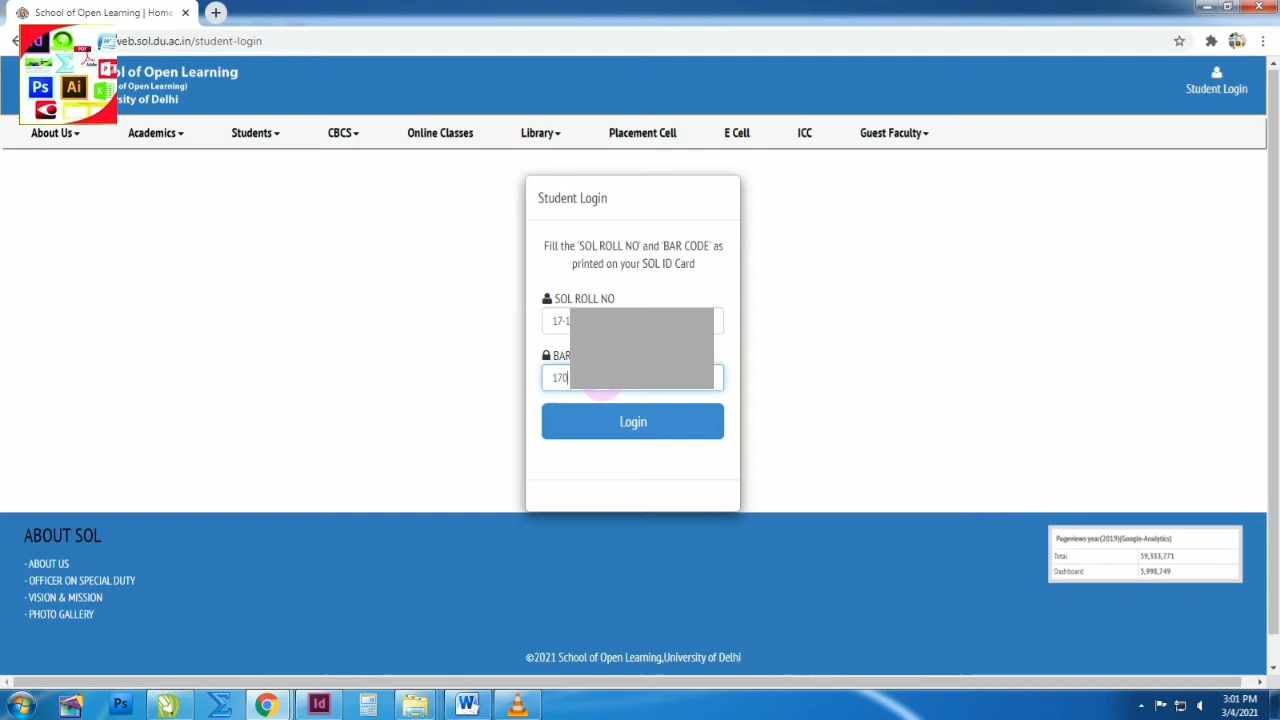 School of Open Learning | Home
web.sol.du.ac.in/student-login
ol of Open Learning
of Open Learning)
sity of Delhi
Student Login
About Us
Academics
Students
CBCS
Online Classes
Library
Placement Cell
E Cell
ICC
Guest Faculty
Student Login
Fill the 'SOL ROLL NO' and 'BAR CODE' as
printed on your SOL ID Card
SOL ROLL NO
17-1
BAR
170
Login
ABOUT SOL
- ABOUT US
- OFFICER ON SPECIAL DUTY
- VISION & MISSION
- PHOTO GALLERY
Pageviews year(2019)(Google-Analytics)
Total 59,333,771
Dashboard 5,998,749
©2021 School of Open Learning,University of Delhi
Ps
Ai
PDF
Adobe
Ps
Id
W
3:01 PM
3/4/2021